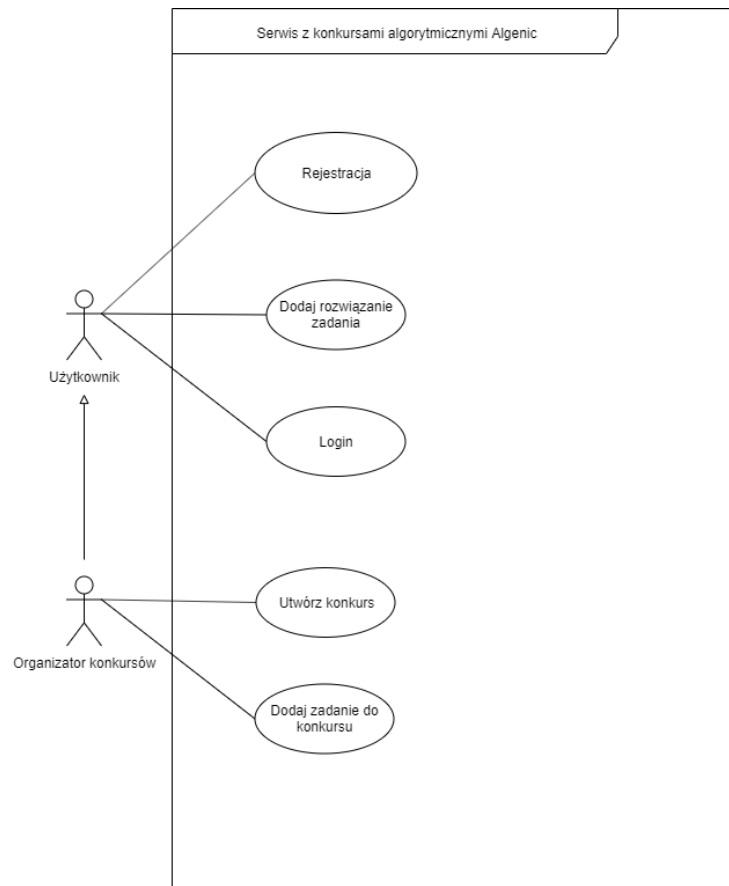 Serwis z konkursami algorytmicznymi Algenic
Rejestracja
Dodaj rozwiązanie
zadania
Użytkownik
Login
Utwórz konkurs
Organizator konkursów
Dodaj zadanie do
konkursu